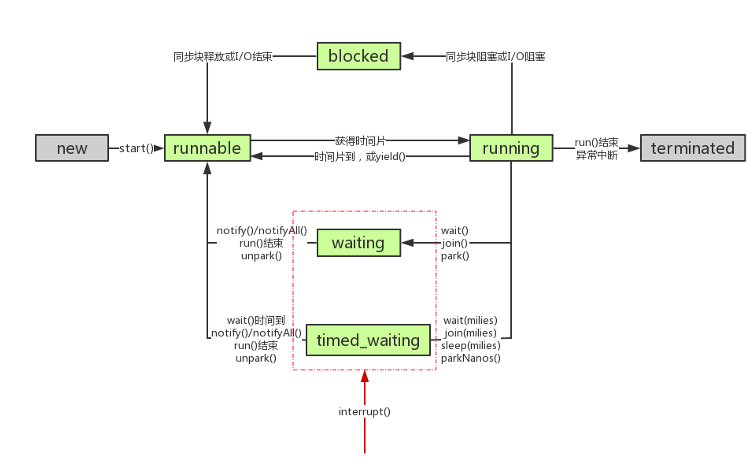 blocked
同步块释放或I/O结束
同步块阻塞或I/O阻塞
new
start()
runnable
获得时间片
时间片到，或yield()
running
run()结束
异常中断
terminated
notify()/notifyAll()
run()结束
unpark()
waiting
wait()
join()
park()
wait()时间到
notify()/notifyAll()
run()结束
unpark()
timed_waiting
wait(milies)
join(milies)
sleep(milies)
parkNanos()
interrupt()